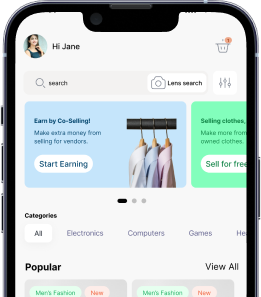 Hi Jane
1
search
Lens search
Earn by Co-Selling!
Make extra money from
selling for vendors.
Start Earning
Selling clothes,
Make more from
owned clothes.
Sell for free
Categories
All Electronics Computers Games
Popular
View All
Men's Fashion New Men's Fashion New